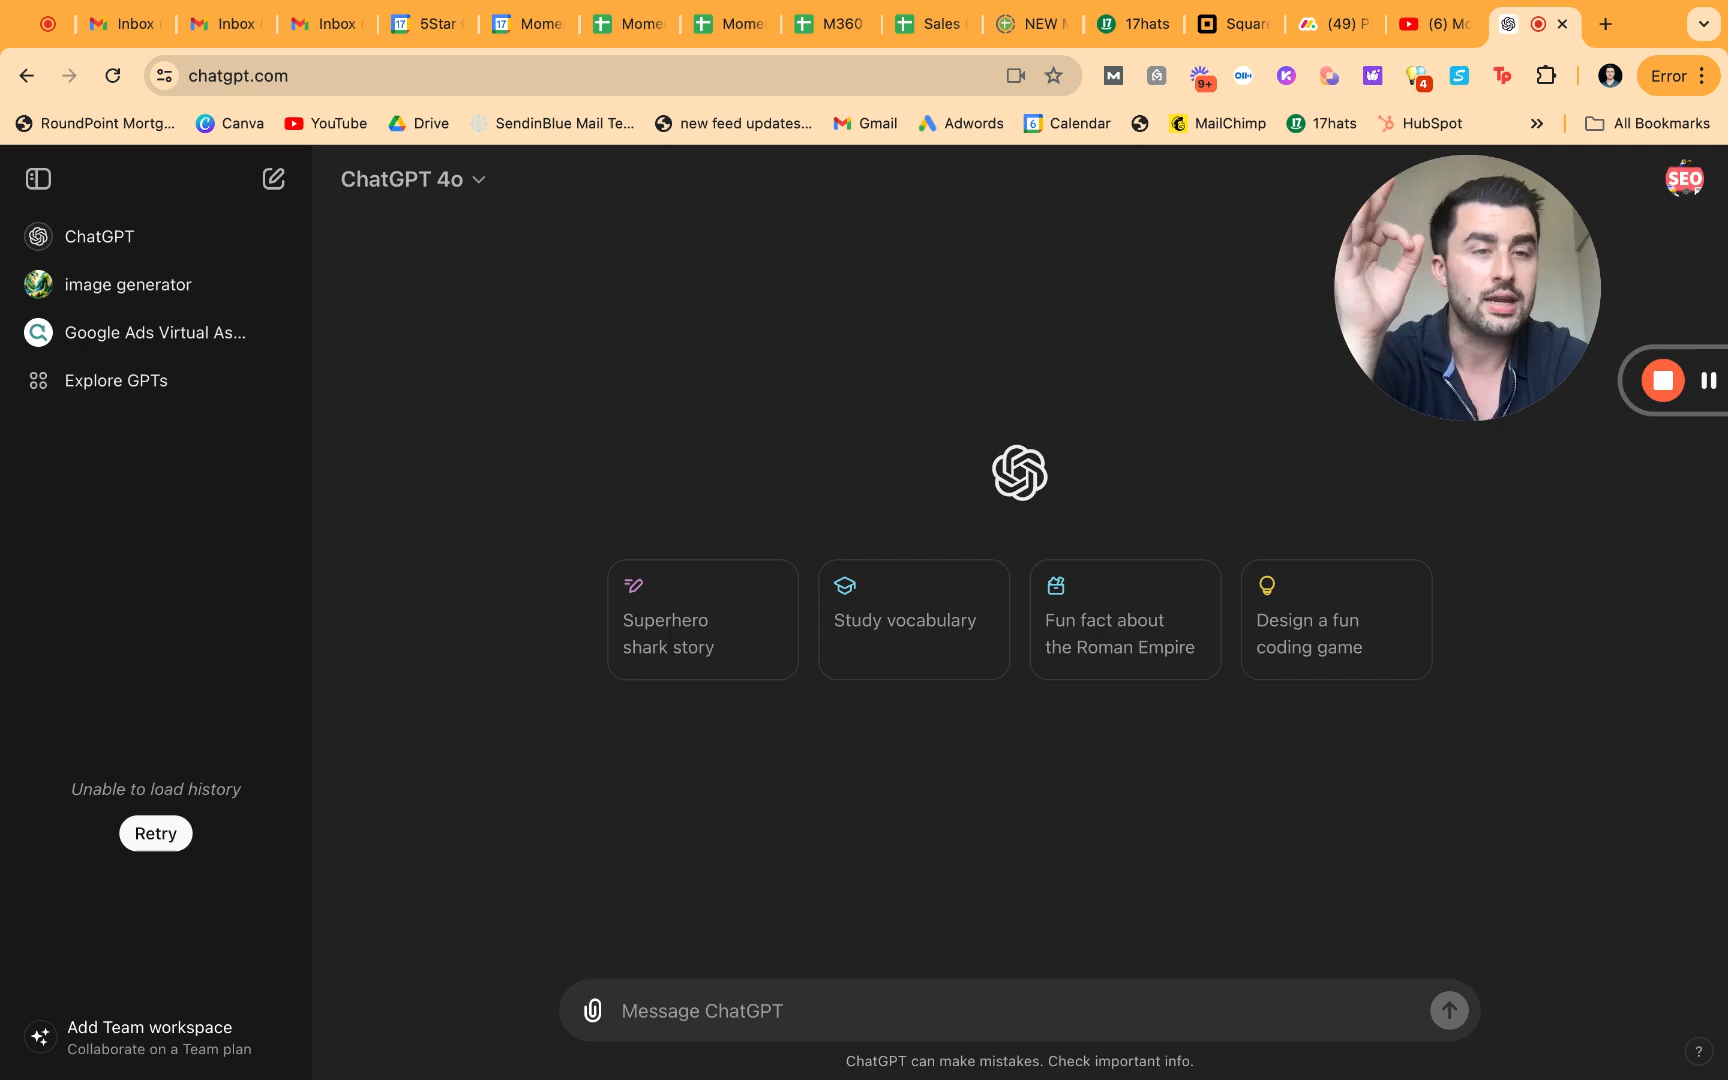 Inbox
Inbox
Inbox
5Star
Mome
Mome
Mome
M360
Sales
NEW
17hats
Square
(49) P
(6) Mo
chatgpt.com
9+
4
Error
RoundPoint Mortg...
Canva
YouTube
Drive
SendinBlue Mail Te...
new feed updates...
Gmail
Adwords
Calendar
MailChimp
17hats
HubSpot
All Bookmarks
ChatGPT 4o
SEO
ChatGPT
image generator
Google Ads Virtual As...
Explore GPTs
Superhero
shark story
Study vocabulary
Fun fact about
the Roman Empire
Design a fun
coding game
Unable to load history
Retry
Message ChatGPT
Add Team workspace
Collaborate on a Team plan
ChatGPT can make mistakes. Check important info.
?